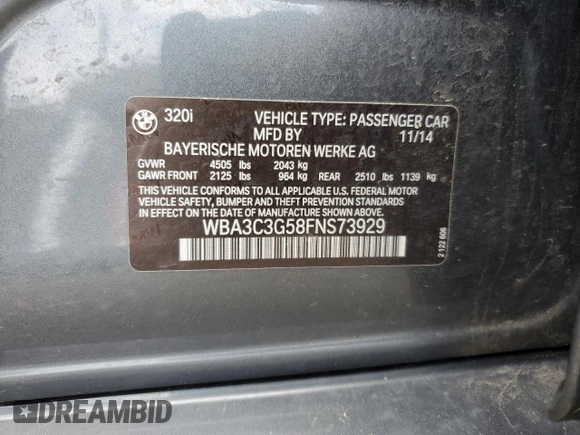 320i VEHICLE TYPE: PASSENGER CAR
MFD BY 11/14
BAYERISCHE MOTOREN WERKE AG
GVWR 4505 lbs 2043 kg
GAWR FRONT 2125 lbs 964 kg REAR 2510 lbs 1139 kg
THIS VEHICLE CONFORMS TO ALL APPLICABLE U.S. FEDERAL MOTOR
VEHICLE SAFETY, BUMPER AND THEFT PREVENTION STANDARDS
IN EFFECT ON THE DATE OF MANUFACTURE SHOWN ABOVE.
WBA3C3G58FNS73929
2 122 606
DREAMBID